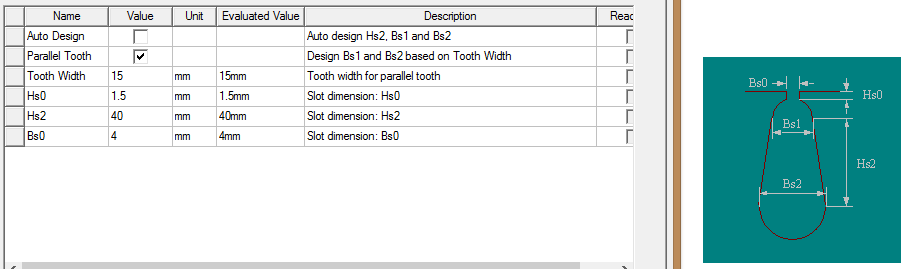 Name Value Unit Evaluated Value Description Reac
Auto Design Auto design Hs2, Bs1 and Bs2
Parallel Tooth Design Bs1 and Bs2 based on Tooth Width
Tooth Width 15 mm 15mm Tooth width for parallel tooth
Hs0 1.5 mm 1.5mm Slot dimension: Hs0
Hs2 40 mm 40mm Slot dimension: Hs2
Bs0 4 mm 4mm Slot dimension: Bs0
Bs0
Hs0
Bs1
Hs2
Bs2